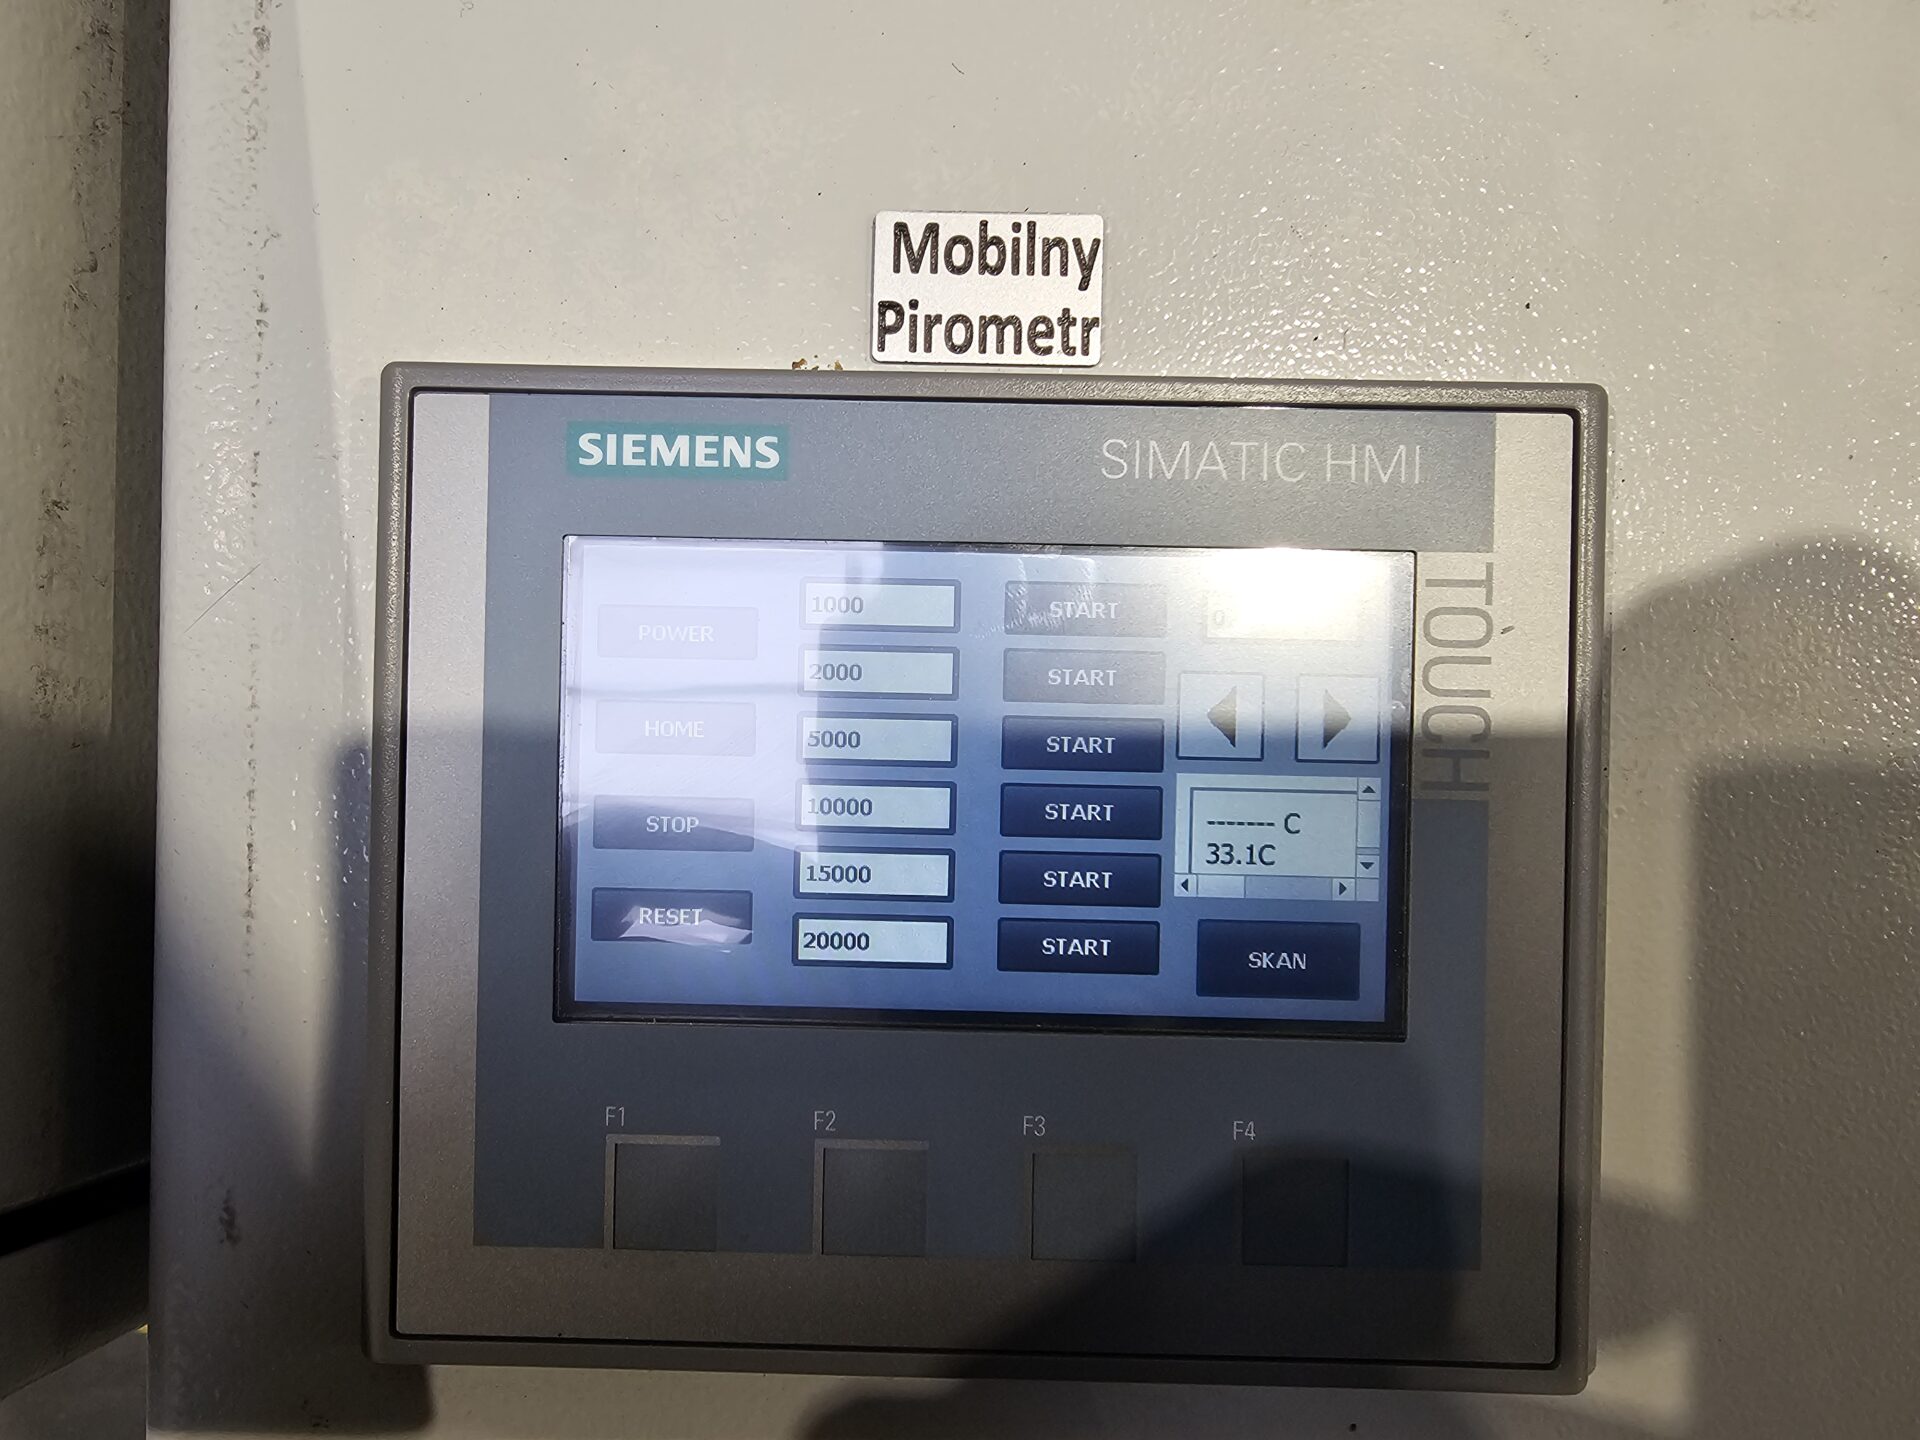 Mobilny
Pirometr
SIEMENS
SIMATIC HMI
TOUCH
POWER
HOME
STOP
RESET
1000 START
2000 START
5000 START
10000 START
15000 START
20000 START
0
------- C
33.1C
SKAN
F1
F2
F3
F4